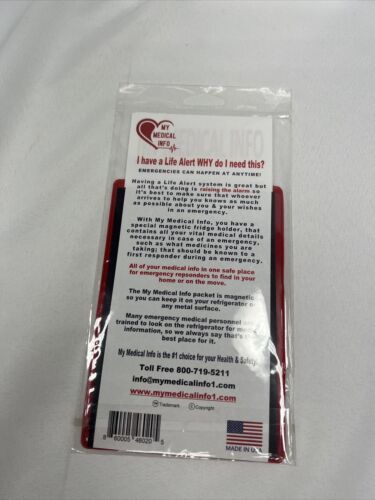 MY
MEDICAL
INFO
MEDICAL INFO
I have a Life Alert WHY do I need this?
EMERGENCIES CAN HAPPEN AT ANYTIME!
Having a Life Alert system is great but
all that's doing is raising the alarm so
it's best to make sure that whoever
arrives to help you knows as much
as possible about you & your wishes
in an emergency.
With My Medical Info, you have a
special magnetic fridge holder, that
contains all your vital medical details
necessary in case of an emergency,
such as what medicines you are
taking; that should be known to a
first responder during an emergency.
All of your medical info in one safe place
for emergency repsonders to find in your
home or on the move.
The My Medical Info packet is magnetic
so you can keep it on your refrigerator or
any metal surface.
Many emergency medical personnel are
trained to look on the refrigerator for medical
information, so we always say that's the
best place for it.
My Medical Info is the #1 choice for your Health & Safety.
Toll Free 800-719-5211
info@mymedicalinfo1.com
www.mymedicalinfo1.com
TM Trademark © Copyright
8 60005 46020 5
MADE IN USA